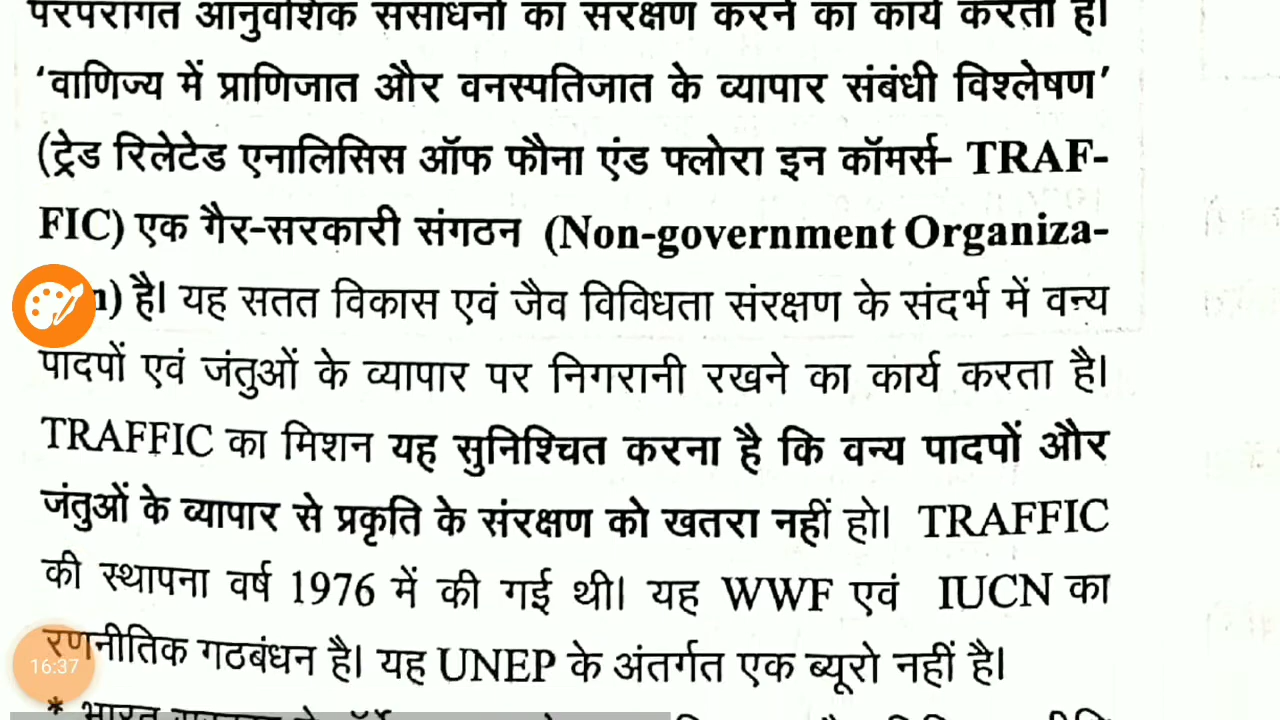 परंपरागत आनुवंशिक संसाधनों का संरक्षण करने का कार्य करता है।
‘वाणिज्य में प्राणिजात और वनस्पतिजात के व्यापार संबंधी विश्लेषण’
(ट्रेड रिलेटेड एनालिसिस ऑफ फौना एंड फ्लोरा इन कॉमर्स- TRAF-
FIC) एक गैर-सरकारी संगठन (Non-government Organiza-
n) है। यह सतत विकास एवं जैव विविधता संरक्षण के संदर्भ में वन्य
पादपों एवं जंतुओं के व्यापार पर निगरानी रखने का कार्य करता है।
TRAFFIC का मिशन यह सुनिश्चित करना है कि वन्य पादपों और
जंतुओं के व्यापार से प्रकृति के संरक्षण को खतरा नहीं हो। TRAFFIC
की स्थापना वर्ष 1976 में की गई थी। यह WWF एवं IUCN का
रणनीतिक गठबंधन है। यह UNEP के अंतर्गत एक ब्यूरो नहीं है।
16:37
* भारत